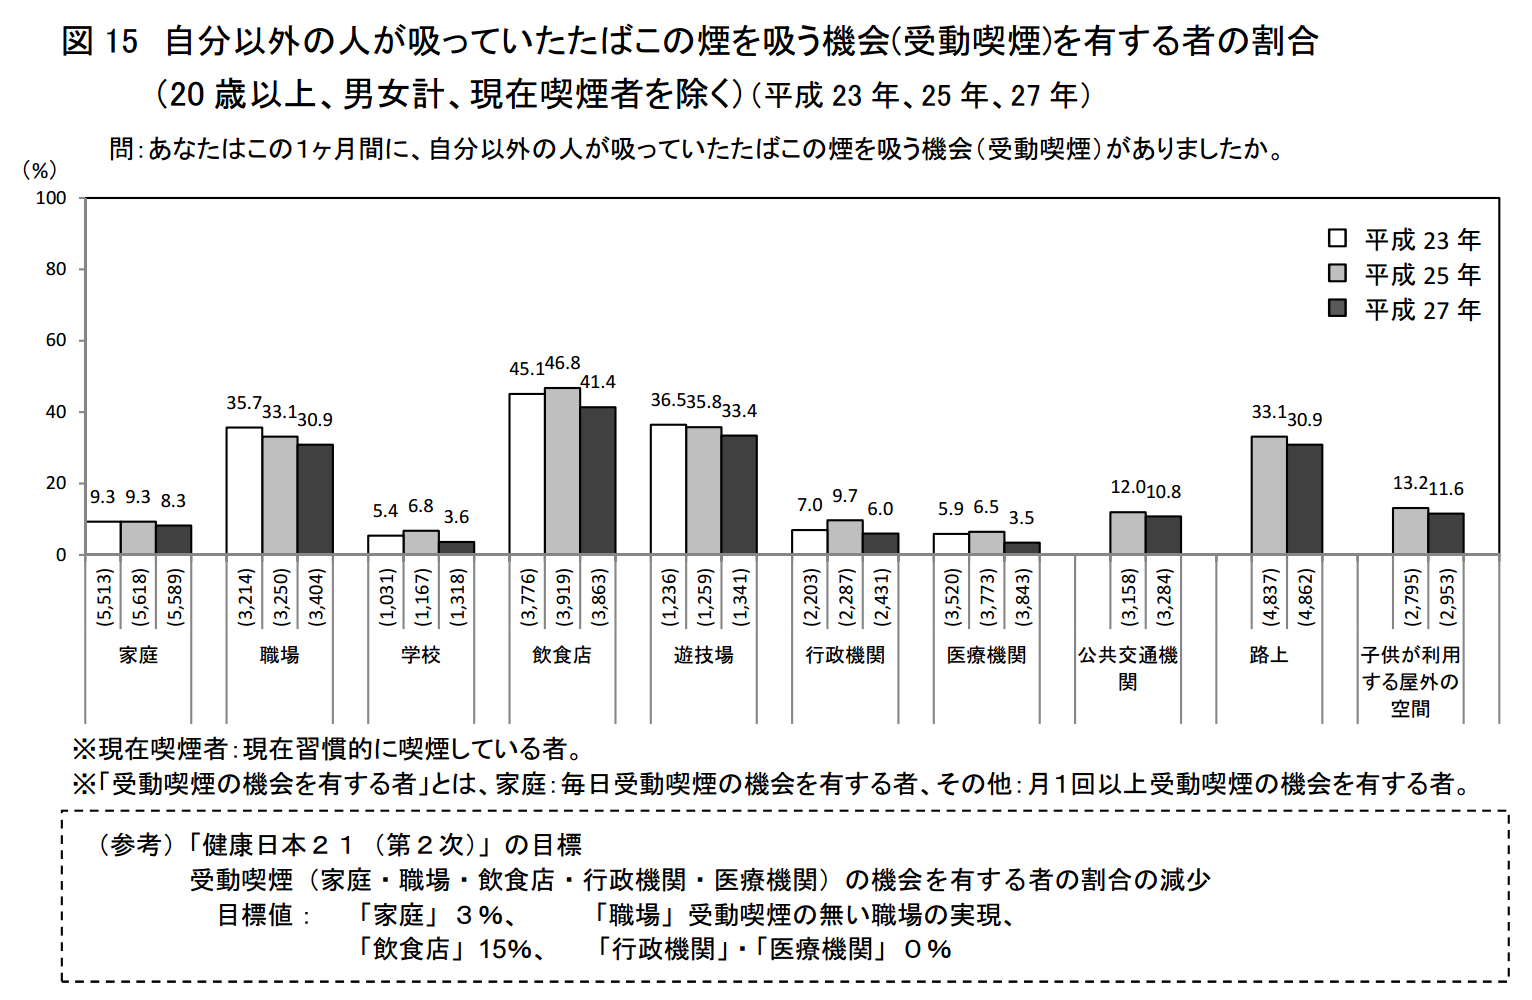 図 15 自分以外の人が吸っていたたばこの煙を吸う機会(受動喫煙)を有する者の割合
（20 歳以上、男女計、現在喫煙者を除く）（平成 23 年、25 年、27 年）
問：あなたはこの１ヶ月間に、自分以外の人が吸っていたたばこの煙を吸う機会（受動喫煙）がありましたか。
(%)
100
80
60
40
20
0
平成 23 年
平成 25 年
平成 27 年
9.3 9.3 8.3
35.7 33.1 30.9
5.4 6.8 3.6
45.1 46.8 41.4
36.5 35.8 33.4
7.0 9.7 6.0
5.9 6.5 3.5
12.0 10.8
33.1 30.9
13.2 11.6
(5,513) (5,618) (5,589)
(3,214) (3,250) (3,404)
(1,031) (1,167) (1,318)
(3,776) (3,919) (3,863)
(1,236) (1,259) (1,341)
(2,203) (2,287) (2,431)
(3,520) (3,773) (3,843)
(3,158) (3,284)
(4,837) (4,862)
(2,795) (2,953)
家庭
職場
学校
飲食店
遊技場
行政機関
医療機関
公共交通機
関
路上
子供が利用
する屋外の
空間
※現在喫煙者：現在習慣的に喫煙している者。
※「受動喫煙の機会を有する者」とは、家庭：毎日受動喫煙の機会を有する者、その他：月１回以上受動喫煙の機会を有する者。
（参考）「健康日本２１（第２次）」の目標
受動喫煙（家庭・職場・飲食店・行政機関・医療機関）の機会を有する者の割合の減少
目標値： 「家庭」３％、 「職場」受動喫煙の無い職場の実現、
「飲食店」15％、 「行政機関」・「医療機関」０％